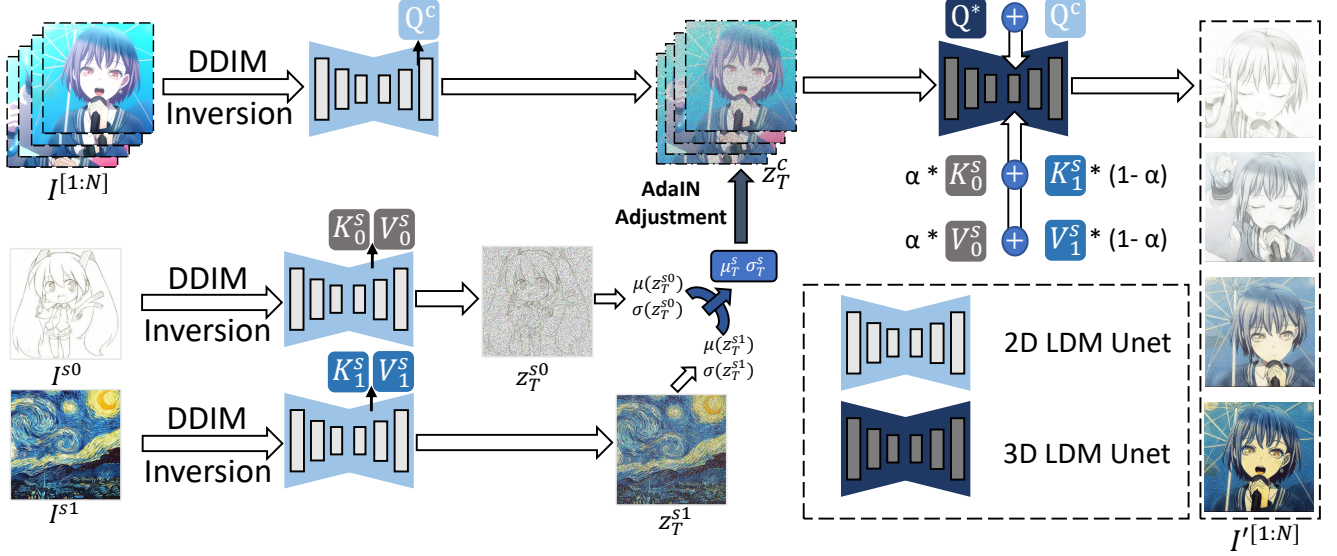 Q^c
Q^* + Q^c
DDIM
Inversion
I^[1:N]
z_T^c
AdaIN
Adjustment
α * K_0^s + K_1^s * (1- α)
α * V_0^s + V_1^s * (1- α)
K_0^s V_0^s
DDIM
Inversion
I^s0
z_T^s0
μ(z_T^s0)
σ(z_T^s0)
μ_T^s σ_T^s
μ(z_T^s1)
σ(z_T^s1)
K_1^s V_1^s
DDIM
Inversion
I^s1
z_T^s1
2D LDM Unet
3D LDM Unet
I'^[1:N]